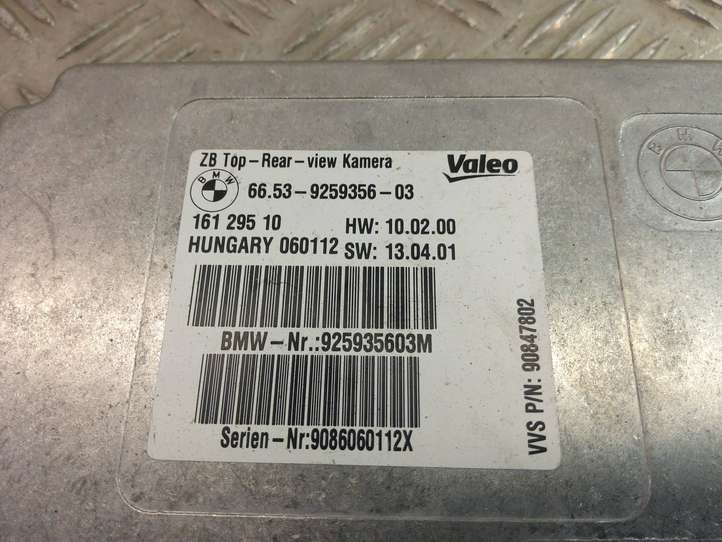 ZB Top-Rear-view Kamera
Valeo
BMW
66.53-9259356-03
161 295 10 HW: 10.02.00
HUNGARY 060112 SW: 13.04.01
BMW-Nr.:925935603M
Serien-Nr:9086060112X
VVS P/N: 90847802